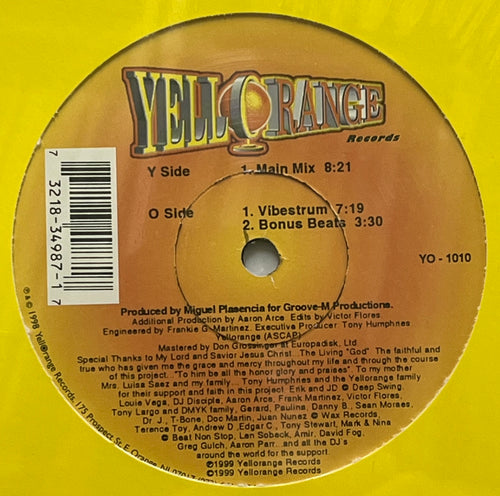 YELLORANGE
Records
Y Side 1. Main Mix 8:21
O Side 1. Vibestrum 7:19
2. Bonus Beats 3:30
YO - 1010
7 3218-34987-1 7
Produced by Miguel Plasencia for Groove-M Productions.
Additional Production by Aaron Arce. Edits by Victor Flores.
Engineered by Frankie G. Martinez. Executive Producer: Tony Humphries
Yellorange (ASCAP)
Mastered by Don Grossinger at Europadisk, Ltd
Special Thanks to My Lord and Savior Jesus Christ... The Living "God". The faithful and
true who has given me the grace and mercy throughout my life and through the course
of this project.. "To him be all the honor glory and praises". To my mother
Mrs. Luisa Saez and my family... Tony Humphries and the Yellorange family
for their support and faith in this project: Erik and JD © Deep Swing,
Louie Vega, DJ Disciple, Aaron Arce, Frank Martinez, Victor Flores,
Tony Largo and DMYK family, Gerard, Paulina, Danny B., Sean Moraes,
Dr. J., T-Bone, Doc Martin, Juan Nunez © Wax Records,
Terence Toy, Andrew D., Edgar C., Tony Stewart, Mark & Nina
© Beat Non Stop, Len Soback, Amir, David Fog,
Greg Gulch, Aaron Parr... and all the DJ's
around the world for the support.
©1999 Yellorange Records
©1999 Yellorange Records
℗&© 1998 YellOrange Records, 175 Prospect St. E. Orange, NJ